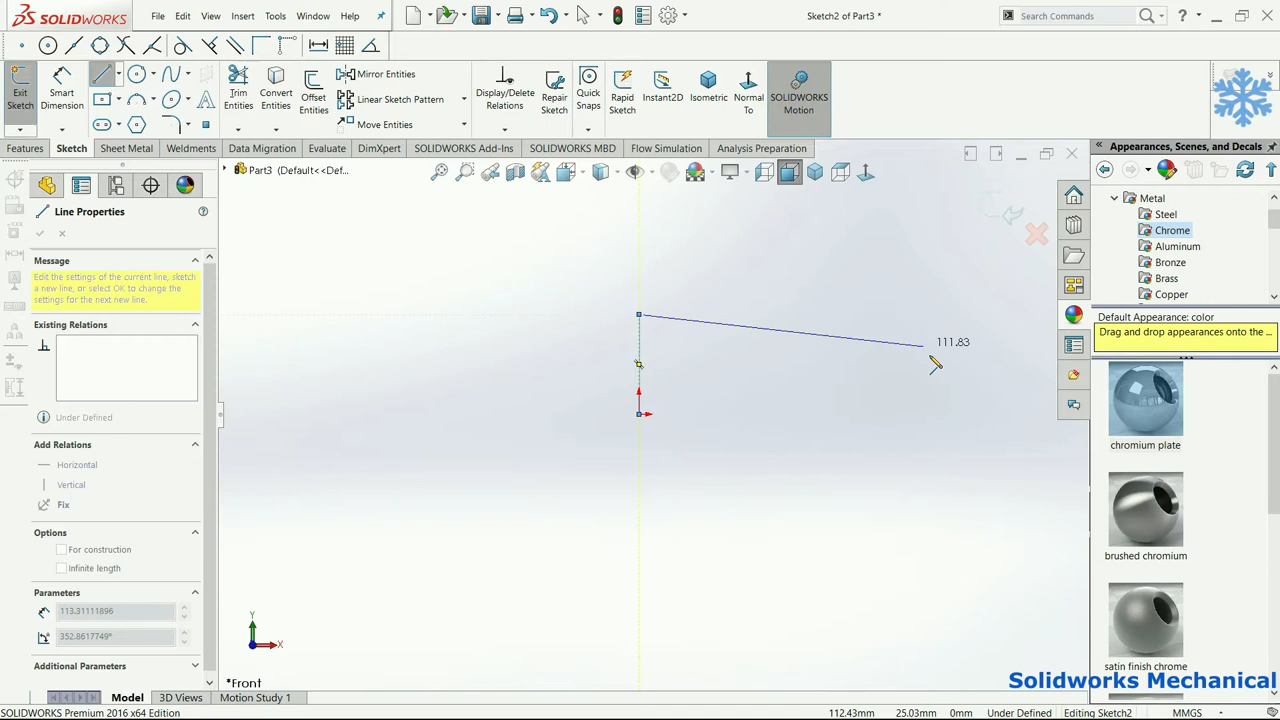 SOLIDWORKS
File
Edit
View
Insert
Tools
Window
Help
Sketch2 of Part3 *
Search Commands
Exit Sketch
Smart Dimension
Trim Entities
Convert Entities
Offset Entities
Mirror Entities
Linear Sketch Pattern
Move Entities
Display/Delete Relations
Repair Sketch
Quick Snaps
Rapid Sketch
Instant2D
Isometric
Normal To
SOLIDWORKS Motion
Features
Sketch
Sheet Metal
Weldments
Data Migration
Evaluate
DimXpert
SOLIDWORKS Add-Ins
SOLIDWORKS MBD
Flow Simulation
Analysis Preparation
Part3 (Default<<Def...
Line Properties
Message
Edit the settings of the current line, sketch
a new line, or select OK to change the
settings for the next new line.
Existing Relations
Under Defined
Add Relations
Horizontal
Vertical
Fix
Options
For construction
Infinite length
Parameters
113.31111896
352.8617749°
Additional Parameters
111.83
Y
X
*Front
Appearances, Scenes, and Decals
Metal
Steel
Chrome
Aluminum
Bronze
Brass
Copper
Default Appearance: color
Drag and drop appearances onto the ...
chromium plate
brushed chromium
satin finish chrome
Solidworks Mechanical
Model
3D Views
Motion Study 1
SOLIDWORKS Premium 2016 x64 Edition
112.43mm
25.03mm
0mm
Under Defined
Editing Sketch2
MMGS